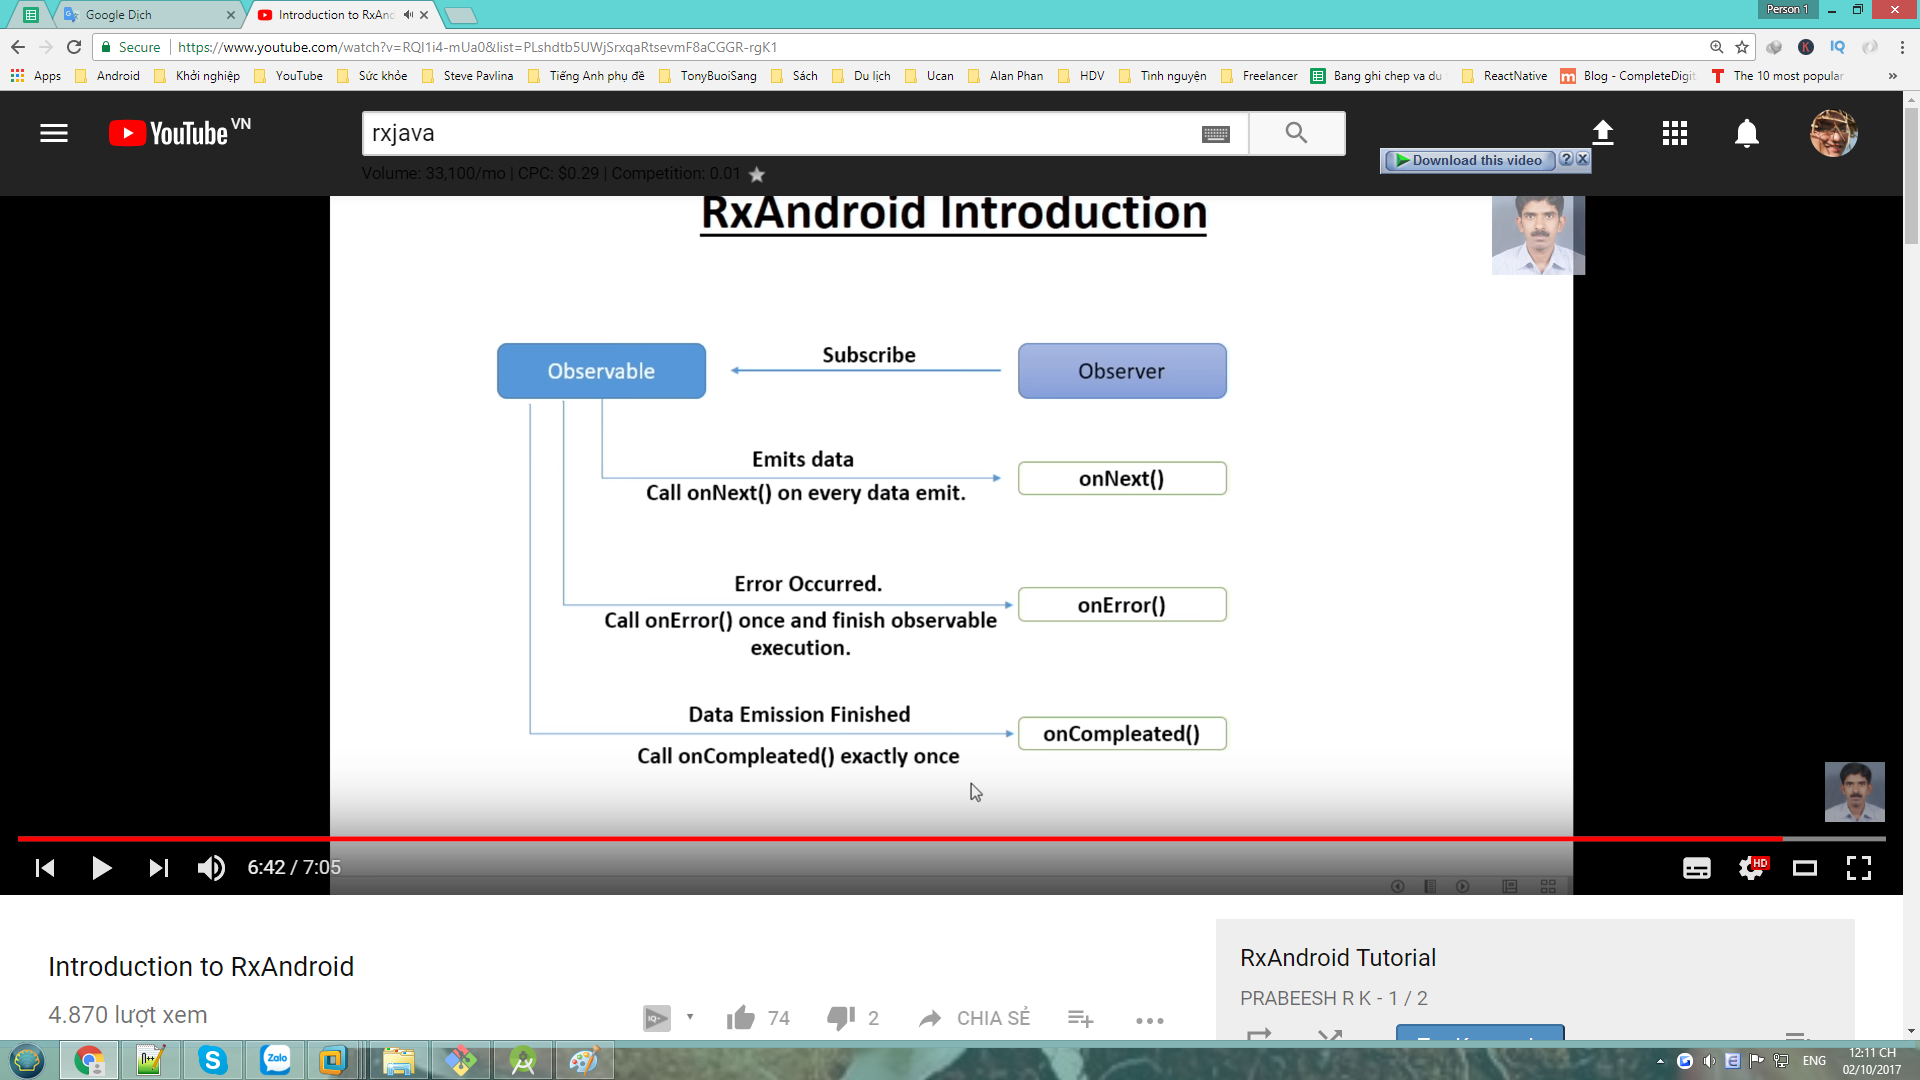 Google Dịch
Introduction to RxAnd
Person 1
Secure | https://www.youtube.com/watch?v=RQI1i4-mUa0&list=PLshdtb5UWjSrxqaRtsevmF8aCGGR-rgK1
Apps Android Khởi nghiệp YouTube Sức khỏe Steve Pavlina Tiếng Anh phụ đề TonyBuoiSang Sách Du lịch Ucan Alan Phan HDV Tình nguyện Freelancer Bang ghi chep va du ReactNative Blog - CompleteDigit The 10 most popular »
YouTube VN
rxjava
Download this video
Volume: 33,100/mo | CPC: $0.29 | Competition: 0.01
RxAndroid Introduction
Observable
Subscribe
Observer
Emits data
Call onNext() on every data emit.
onNext()
Error Occurred.
Call onError() once and finish observable
execution.
onError()
Data Emission Finished
Call onCompleated() exactly once
onCompleated()
6:42 / 7:05
HD
Introduction to RxAndroid
4.870 lượt xem
74
2
CHIA SẺ
RxAndroid Tutorial
PRABEESH R K - 1 / 2
Zalo
ENG
12:11 CH
02/10/2017